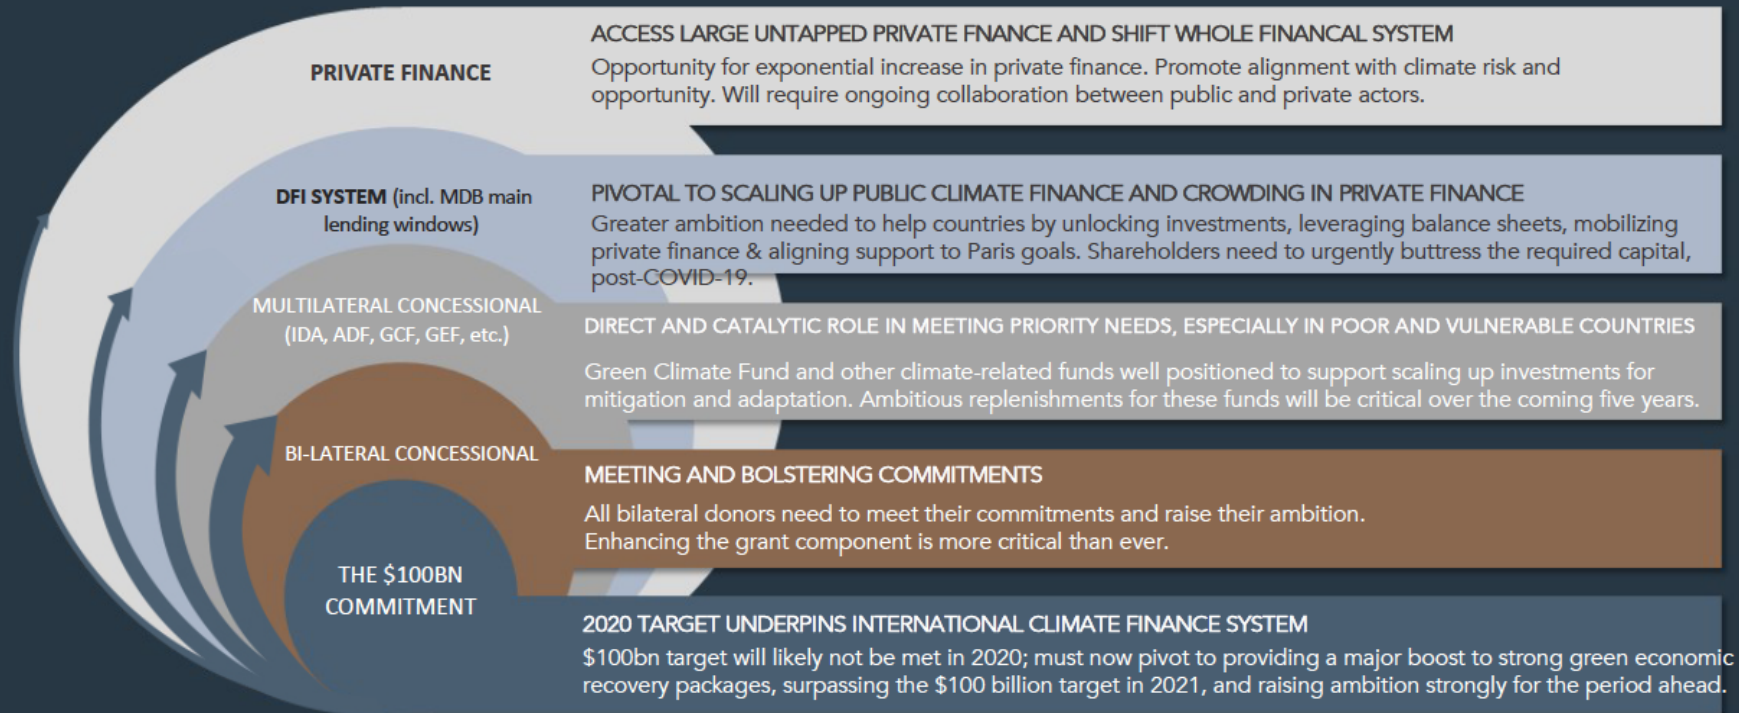 PRIVATE FINANCE
ACCESS LARGE UNTAPPED PRIVATE FNANCE AND SHIFT WHOLE FINANCAL SYSTEM
Opportunity for exponential increase in private finance. Promote alignment with climate risk and
opportunity. Will require ongoing collaboration between public and private actors.
DFI SYSTEM (incl. MDB main
lending windows)
PIVOTAL TO SCALING UP PUBLIC CLIMATE FINANCE AND CROWDING IN PRIVATE FINANCE
Greater ambition needed to help countries by unlocking investments, leveraging balance sheets, mobilizing
private finance & aligning support to Paris goals. Shareholders need to urgently buttress the required capital,
post-COVID-19.
MULTILATERAL CONCESSIONAL
(IDA, ADF, GCF, GEF, etc.)
DIRECT AND CATALYTIC ROLE IN MEETING PRIORITY NEEDS, ESPECIALLY IN POOR AND VULNERABLE COUNTRIES
Green Climate Fund and other climate-related funds well positioned to support scaling up investments for
mitigation and adaptation. Ambitious replenishments for these funds will be critical over the coming five years.
BI-LATERAL CONCESSIONAL
MEETING AND BOLSTERING COMMITMENTS
All bilateral donors need to meet their commitments and raise their ambition.
Enhancing the grant component is more critical than ever.
THE $100BN
COMMITMENT
2020 TARGET UNDERPINS INTERNATIONAL CLIMATE FINANCE SYSTEM
$100bn target will likely not be met in 2020; must now pivot to providing a major boost to strong green economic
recovery packages, surpassing the $100 billion target in 2021, and raising ambition strongly for the period ahead.